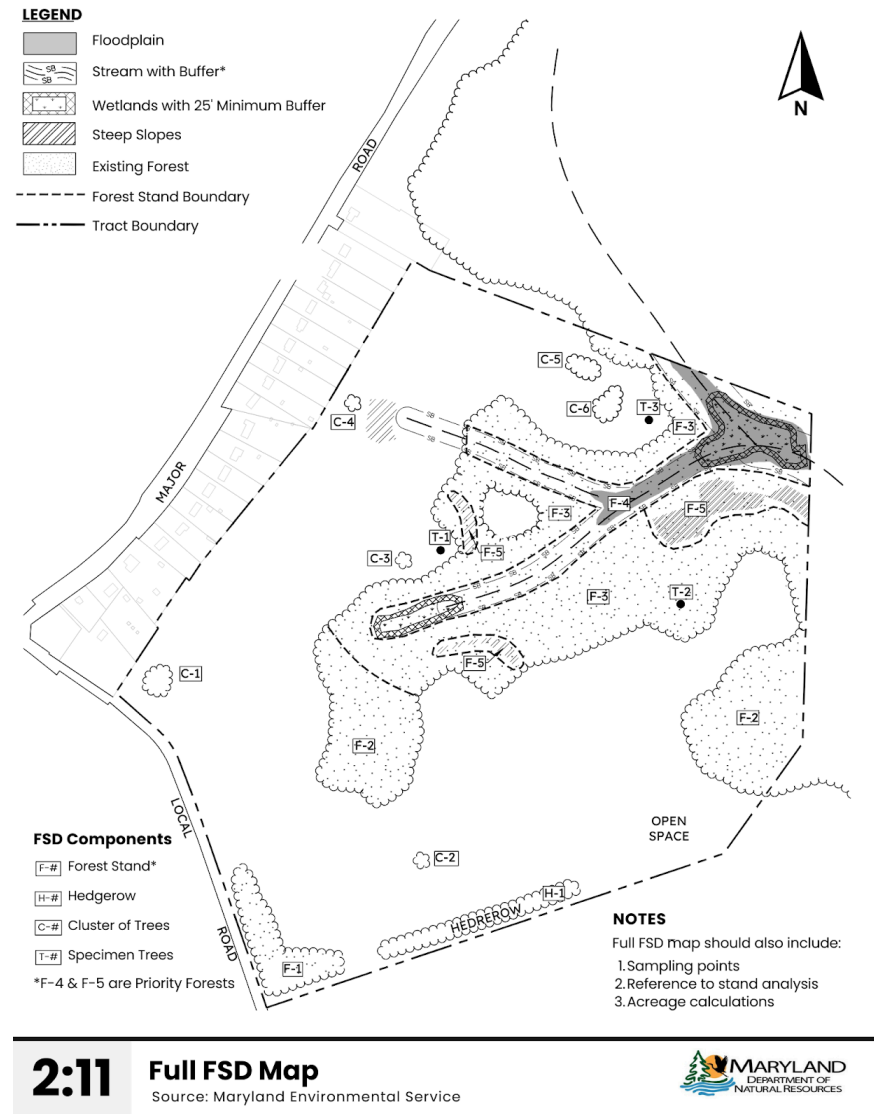 LEGEND
Floodplain
SB
SB
Stream with Buffer*
Wetlands with 25' Minimum Buffer
Steep Slopes
Existing Forest
Forest Stand Boundary
Tract Boundary
N
ROAD
MAJOR
C-5
C-6
T-3
C-4
F-3
SB
SB
SB
F-4
F-5
F-3
T-1
F-5
C-3
F-3
T-2
F-5
C-1
F-2
F-2
LOCAL
ROAD
OPEN
SPACE
C-2
H-1
HEDREROW
F-1
FSD Components
F-# Forest Stand*
H-# Hedgerow
C-# Cluster of Trees
T-# Specimen Trees
*F-4 & F-5 are Priority Forests
NOTES
Full FSD map should also include:
1.Sampling points
2.Reference to stand analysis
3.Acreage calculations
2:11
Full FSD Map
Source: Maryland Environmental Service
MARYLAND
DEPARTMENT OF
NATURAL RESOURCES